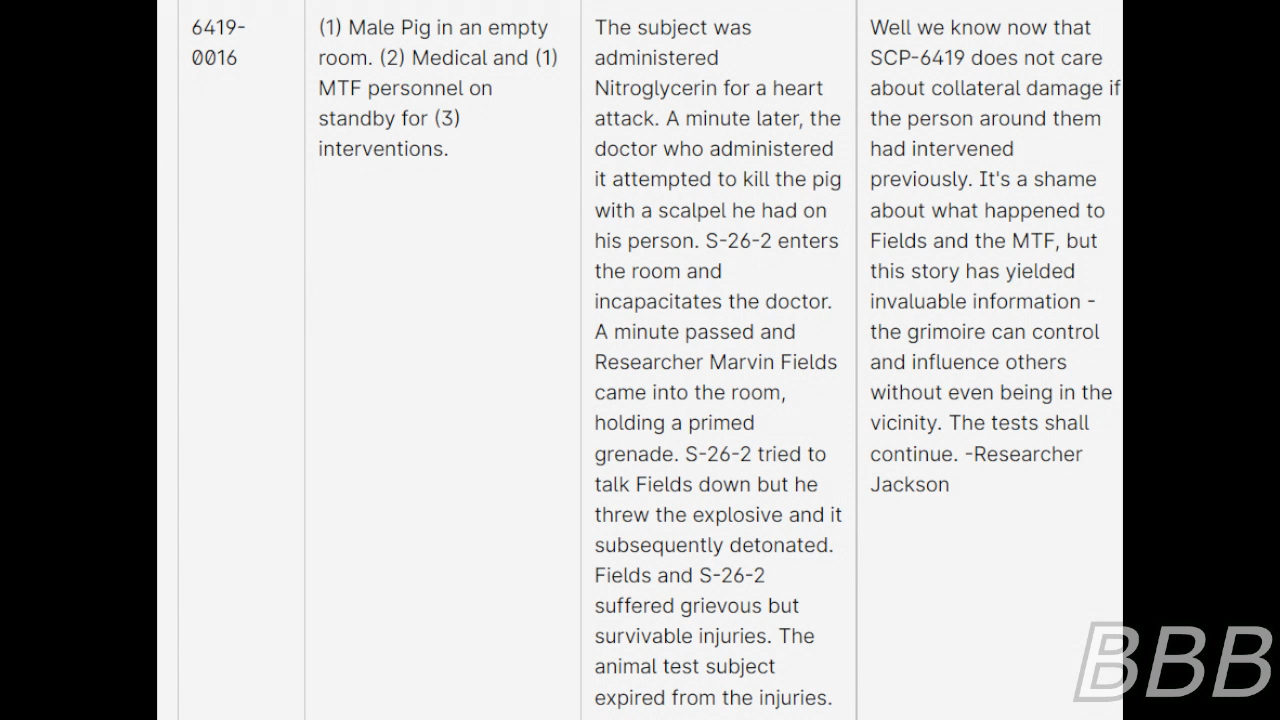 6419-
0016
(1) Male Pig in an empty
room. (2) Medical and (1)
MTF personnel on
standby for (3)
interventions.
The subject was
administered
Nitroglycerin for a heart
attack. A minute later, the
doctor who administered
it attempted to kill the pig
with a scalpel he had on
his person. S-26-2 enters
the room and
incapacitates the doctor.
A minute passed and
Researcher Marvin Fields
came into the room,
holding a primed
grenade. S-26-2 tried to
talk Fields down but he
threw the explosive and it
subsequently detonated.
Fields and S-26-2
suffered grievous but
survivable injuries. The
animal test subject
expired from the injuries.
Well we know now that
SCP-6419 does not care
about collateral damage if
the person around them
had intervened
previously. It's a shame
about what happened to
Fields and the MTF, but
this story has yielded
invaluable information -
the grimoire can control
and influence others
without even being in the
vicinity. The tests shall
continue. -Researcher
Jackson
BBB